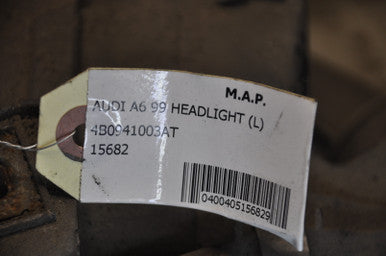 M.A.P.
AUDI A6 99 HEADLIGHT (L)
4B0941003AT
15682
0400405156829